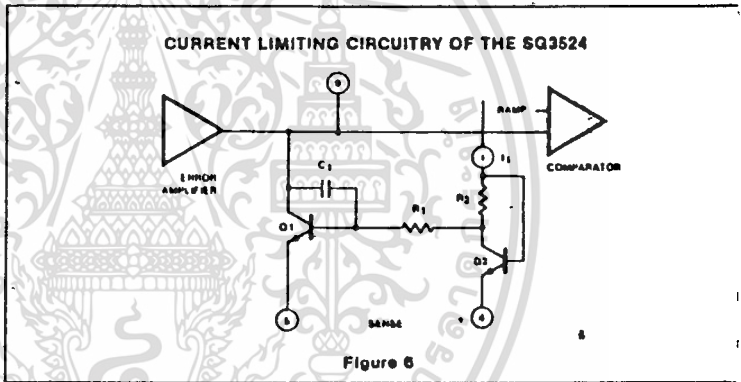 CURRENT LIMITING CIRCUITRY OF THE SG3524
9
RAMP
I1
C1
COMPARATOR
ERROR
AMPLIFIER
R2
R1
Q1
Q2
5
SENSE
+
4
Figure 6